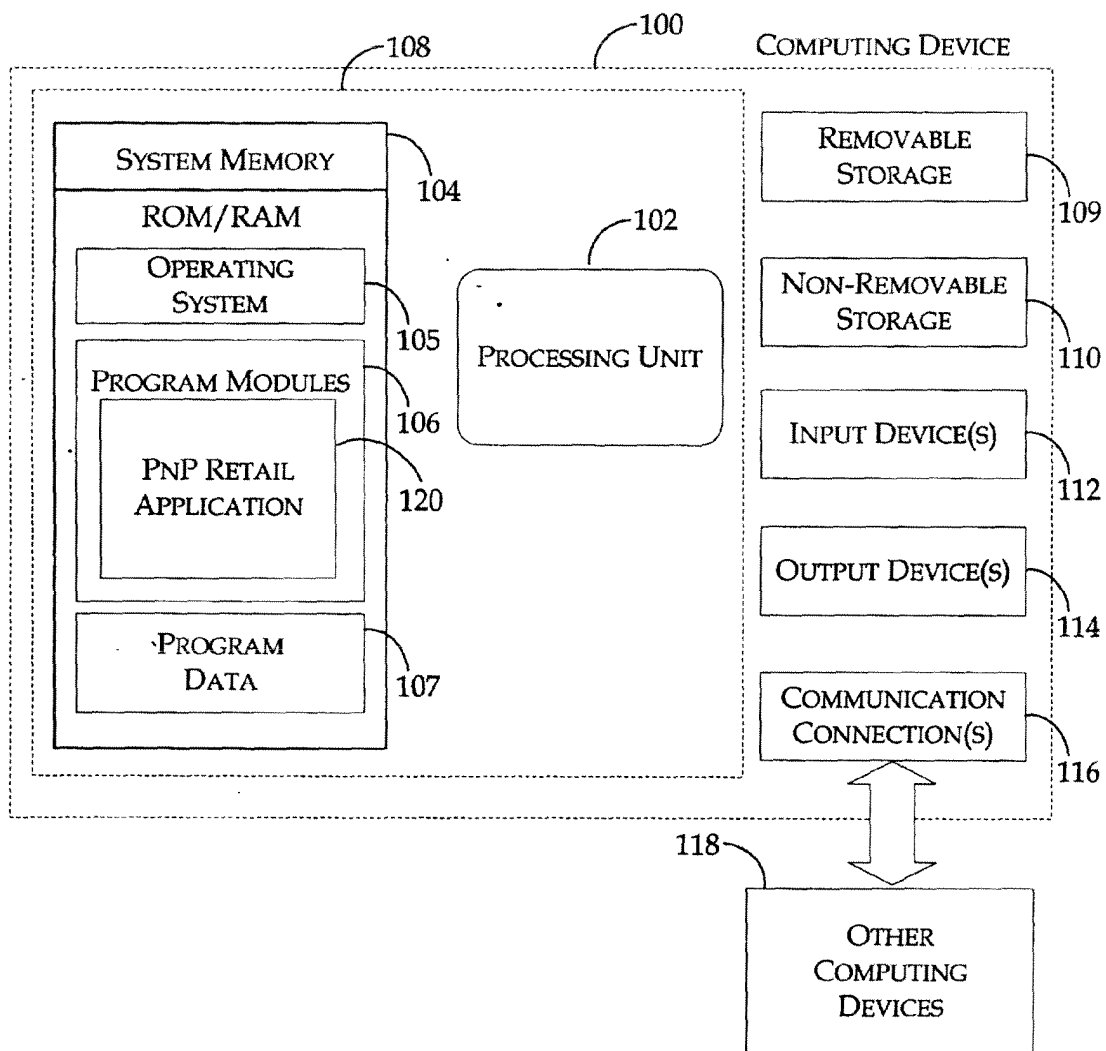 100
COMPUTING DEVICE
108
SYSTEM MEMORY
104
ROM/RAM
OPERATING
SYSTEM
105
PROGRAM MODULES
106
PNP RETAIL
APPLICATION
120
PROGRAM
DATA
107
102
PROCESSING UNIT
REMOVABLE
STORAGE
109
NON-REMOVABLE
STORAGE
110
INPUT DEVICE(S)
112
OUTPUT DEVICE(S)
114
COMMUNICATION
CONNECTION(S)
116
118
OTHER
COMPUTING
DEVICES